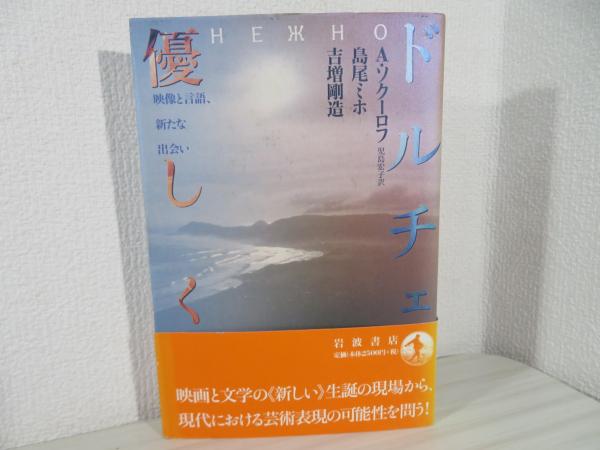 НЕЖНО
ドルチェ
優しく
映像と言語、
新たな
出会い
A・ソクーロフ
島尾ミホ
吉増剛造
児島宏子訳
岩波書店
定価(本体2500円+税)
映画と文学の《新しい》生誕の現場から、
現代における芸術表現の可能性を問う!